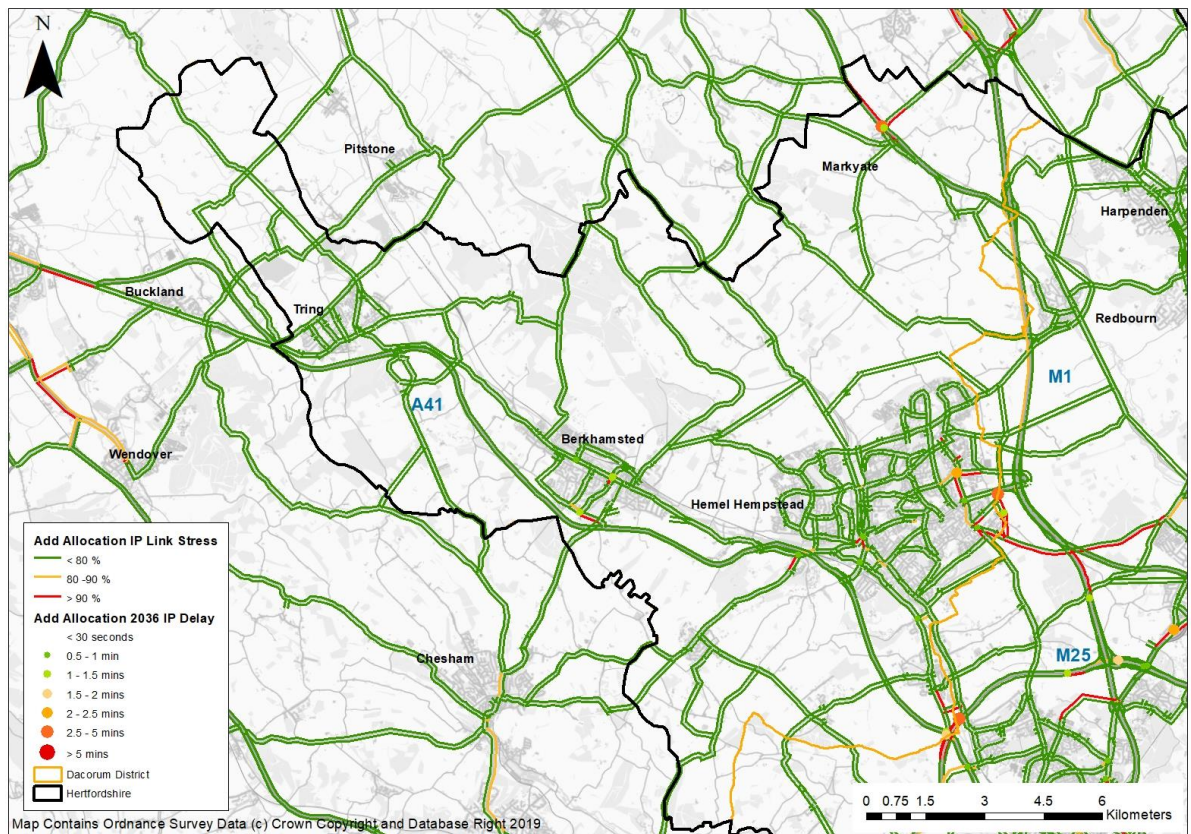 N
Pitstone
Markyate
Harpenden
Buckland
Tring
Redbourn
M1
A41
Berkhamsted
Wendover
Hemel Hempstead
Chesham
M25
Add Allocation IP Link Stress
< 80 %
80 -90 %
> 90 %
Add Allocation 2036 IP Delay
< 30 seconds
0.5 - 1 min
1 - 1.5 mins
1.5 - 2 mins
2 - 2.5 mins
2.5 - 5 mins
> 5 mins
Dacorum District
Hertfordshire
0 0.75 1.5 3 4.5 6
Kilometers
Map Contains Ordnance Survey Data (c) Crown Copyright and Database Right 2019